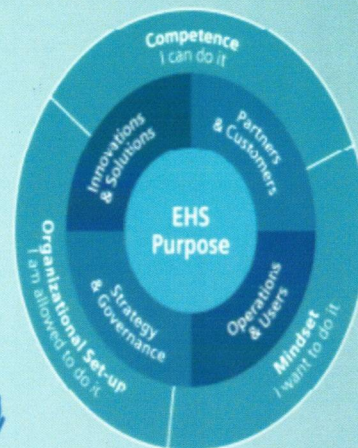 Competence
I can do it
Innovations
& Solutions
Partners
& Customers
EHS
Purpose
Strategy
& Governance
Operations
& Users
Organizational Set-up
I am allowed to do it
Mindset
I want to do it